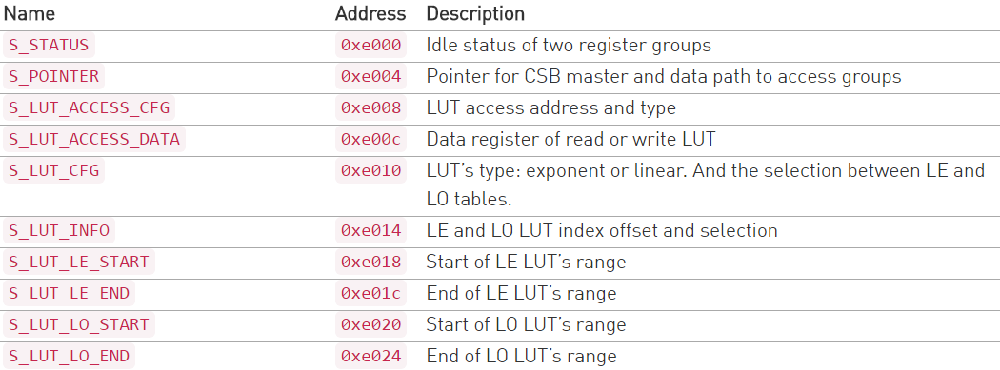 Name Address Description
S_STATUS 0xe000 Idle status of two register groups
S_POINTER 0xe004 Pointer for CSB master and data path to access groups
S_LUT_ACCESS_CFG 0xe008 LUT access address and type
S_LUT_ACCESS_DATA 0xe00c Data register of read or write LUT
S_LUT_CFG 0xe010 LUT’s type: exponent or linear. And the selection between LE and
LO tables.
S_LUT_INFO 0xe014 LE and LO LUT index offset and selection
S_LUT_LE_START 0xe018 Start of LE LUT’s range
S_LUT_LE_END 0xe01c End of LE LUT’s range
S_LUT_LO_START 0xe020 Start of LO LUT’s range
S_LUT_LO_END 0xe024 End of LO LUT’s range